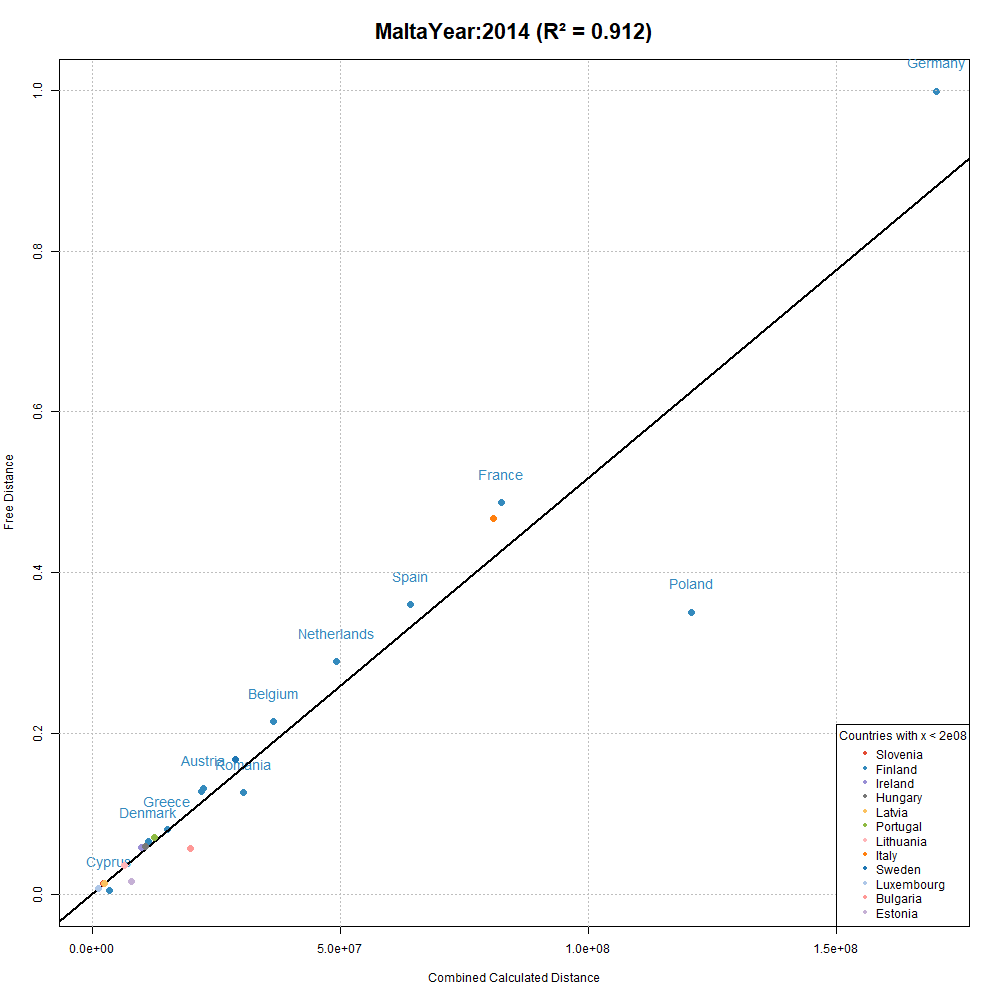 MaltaYear:2014 (R² = 0.912)
Germany
1.0
0.8
0.6
France
Free Distance
0.4
Spain
Poland
Netherlands
Belgium
0.2
Austria
Romania
Greece
Denmark
Cyprus
0.0
Countries with x < 2e08
Slovenia
Finland
Ireland
Hungary
Latvia
Portugal
Lithuania
Italy
Sweden
Luxembourg
Bulgaria
Estonia
0.0e+00 5.0e+07 1.0e+08 1.5e+08
Combined Calculated Distance